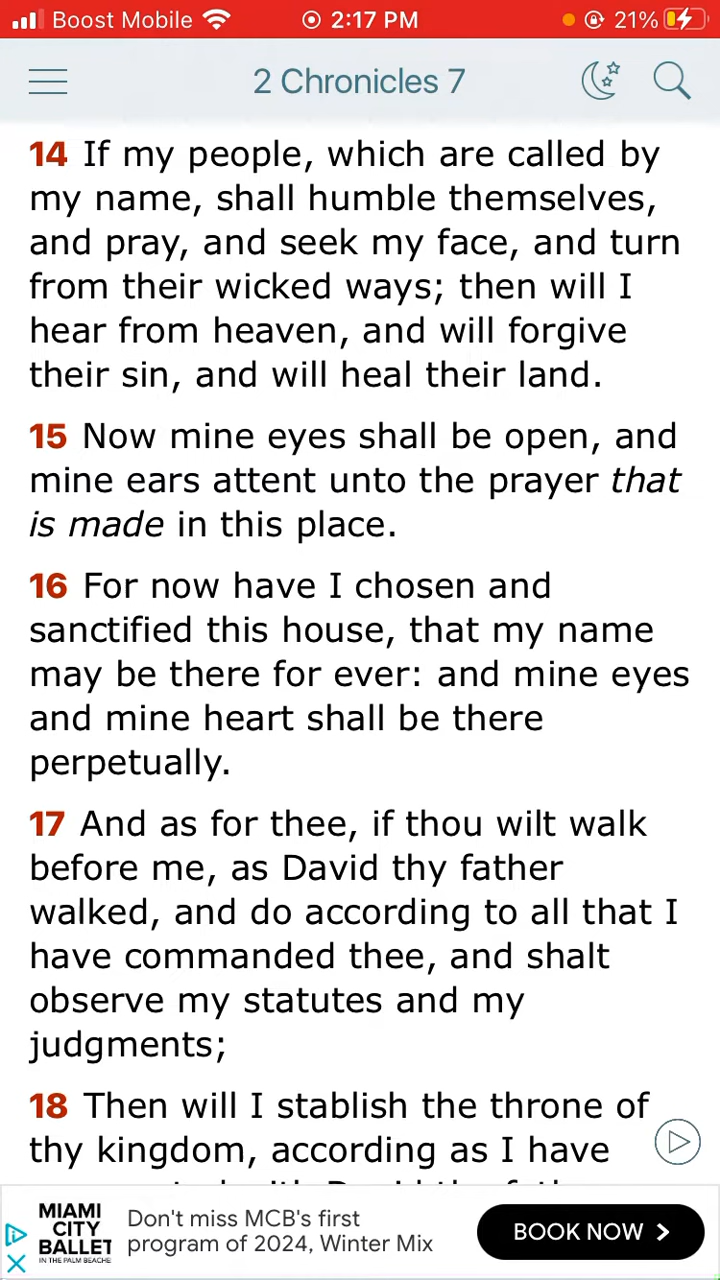 Boost Mobile 2:17 PM 21%
2 Chronicles 7
14 If my people, which are called by
my name, shall humble themselves,
and pray, and seek my face, and turn
from their wicked ways; then will I
hear from heaven, and will forgive
their sin, and will heal their land.
15 Now mine eyes shall be open, and
mine ears attent unto the prayer that
is made in this place.
16 For now have I chosen and
sanctified this house, that my name
may be there for ever: and mine eyes
and mine heart shall be there
perpetually.
17 And as for thee, if thou wilt walk
before me, as David thy father
walked, and do according to all that I
have commanded thee, and shalt
observe my statutes and my
judgments;
18 Then will I stablish the throne of
thy kingdom, according as I have
MIAMI
CITY
BALLET
IN THE PALM BEACHES
Don't miss MCB's first
program of 2024, Winter Mix
BOOK NOW